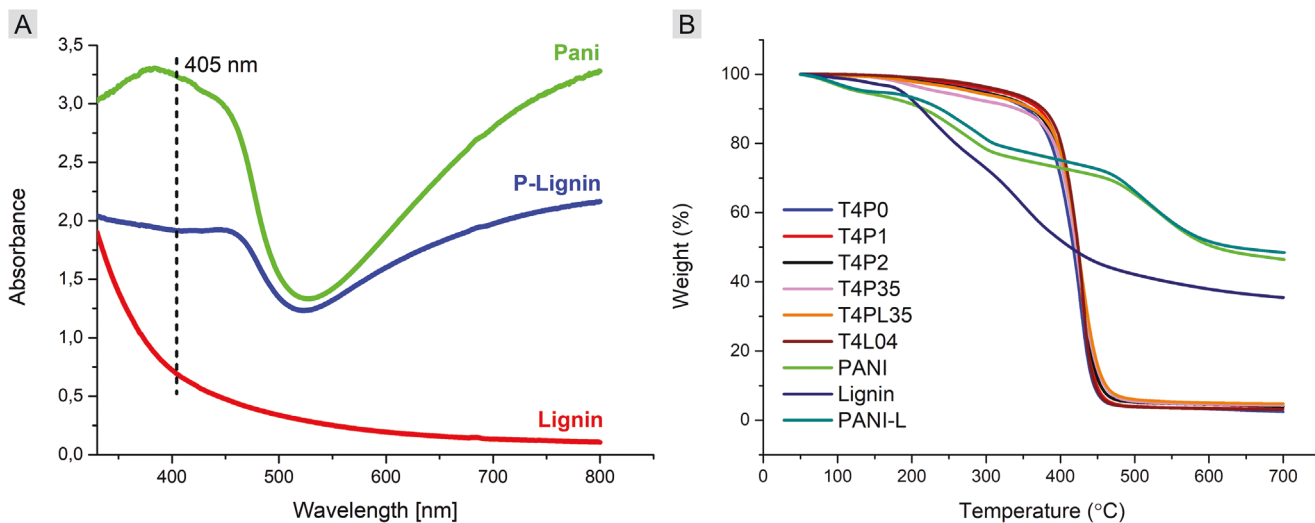 A
3,5
3,0
2,5
2,0
1,5
1,0
0,5
0,0
Absorbance
405 nm
Pani
P-Lignin
Lignin
400
500
600
700
800
Wavelength [nm]
B
100
80
60
40
20
0
Weight (%)
T4P0
T4P1
T4P2
T4P35
T4PL35
T4L04
PANI
Lignin
PANI-L
0
100
200
300
400
500
600
700
Temperature (°C)